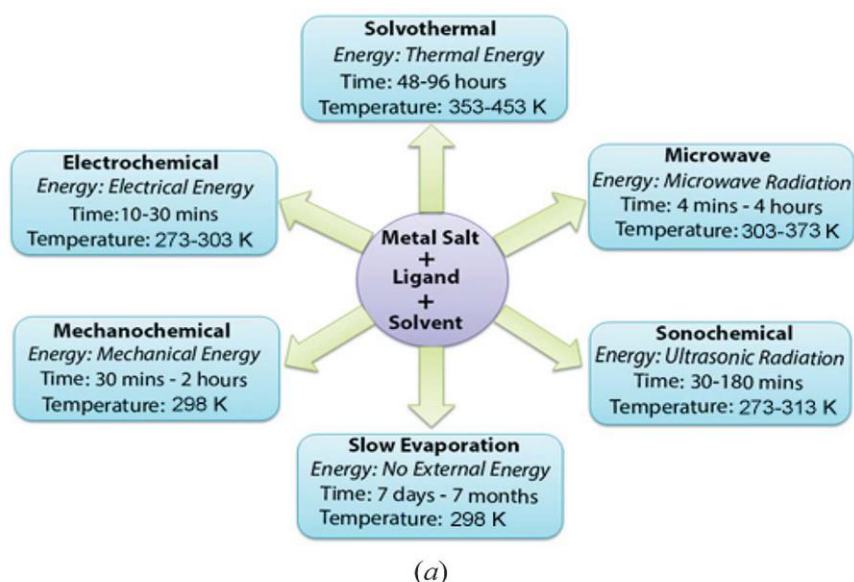 Solvothermal
Energy: Thermal Energy
Time: 48-96 hours
Temperature: 353-453 K
Electrochemical
Energy: Electrical Energy
Time:10-30 mins
Temperature: 273-303 K
Microwave
Energy: Microwave Radiation
Time: 4 mins - 4 hours
Temperature: 303-373 K
Metal Salt
+
Ligand
+
Solvent
Mechanochemical
Energy: Mechanical Energy
Time: 30 mins - 2 hours
Temperature: 298 K
Sonochemical
Energy: Ultrasonic Radiation
Time: 30-180 mins
Temperature: 273-313 K
Slow Evaporation
Energy: No External Energy
Time: 7 days - 7 months
Temperature: 298 K
(a)